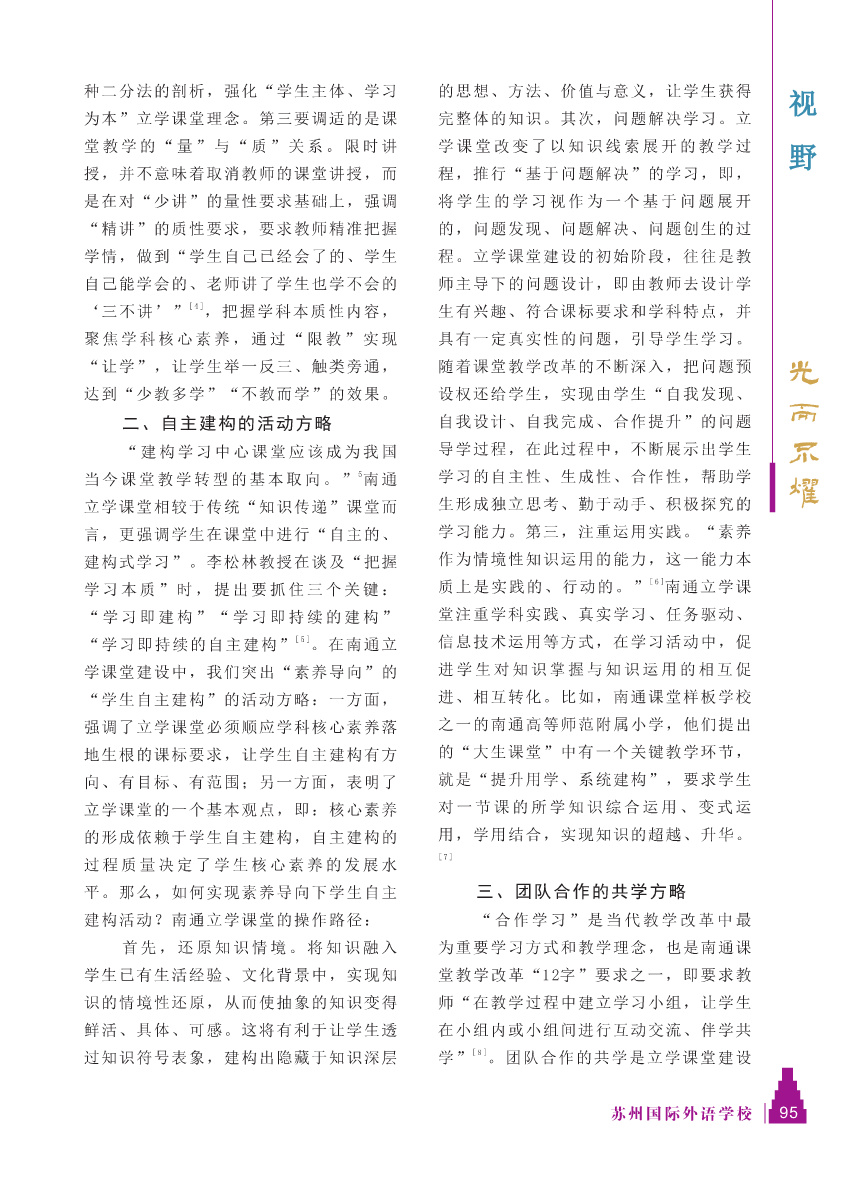 种二分法的剖析，强化“学生主体、学习
为本”立学课堂理念。第三要调适的是课
堂教学的“量”与“质”关系。限时讲
授，并不意味着取消教师的课堂讲授，而
是在对“少讲”的量性要求基础上，强调
“精讲”的质性要求，要求教师精准把握
学情，做到“学生自己已经会了的、学生
自己能学会的、老师讲了学生也学不会的
‘三不讲’”[4]，把握学科本质性内容，
聚焦学科核心素养，通过“限教”实现
“让学”，让学生举一反三、触类旁通，
达到“少教多学”“不教而学”的效果。
二、自主建构的活动方略
“建构学习中心课堂应该成为我国
当今课堂教学转型的基本取向。”5南通
立学课堂相较于传统“知识传递”课堂而
言，更强调学生在课堂中进行“自主的、
建构式学习”。李松林教授在谈及“把握
学习本质”时，提出要抓住三个关键：
“学习即建构”“学习即持续的建构”
“学习即持续的自主建构”[5]。在南通立
学课堂建设中，我们突出“素养导向”的
“学生自主建构”的活动方略：一方面，
强调了立学课堂必须顺应学科核心素养落
地生根的课标要求，让学生自主建构有方
向、有目标、有范围；另一方面，表明了
立学课堂的一个基本观点，即：核心素养
的形成依赖于学生自主建构，自主建构的
过程质量决定了学生核心素养的发展水
平。那么，如何实现素养导向下学生自主
建构活动？南通立学课堂的操作路径：
首先，还原知识情境。将知识融入
学生已有生活经验、文化背景中，实现知
识的情境性还原，从而使抽象的知识变得
鲜活、具体、可感。这将有利于让学生透
过知识符号表象，建构出隐藏于知识深层
的思想、方法、价值与意义，让学生获得
完整体的知识。其次，问题解决学习。立
学课堂改变了以知识线索展开的教学过
程，推行“基于问题解决”的学习，即，
将学生的学习视作为一个基于问题展开
的，问题发现、问题解决、问题创生的过
程。立学课堂建设的初始阶段，往往是教
师主导下的问题设计，即由教师去设计学
生有兴趣、符合课标要求和学科特点，并
具有一定真实性的问题，引导学生学习。
随着课堂教学改革的不断深入，把问题预
设权还给学生，实现由学生“自我发现、
自我设计、自我完成、合作提升”的问题
导学过程，在此过程中，不断展示出学生
学习的自主性、生成性、合作性，帮助学
生形成独立思考、勤于动手、积极探究的
学习能力。第三，注重运用实践。“素养
作为情境性知识运用的能力，这一能力本
质上是实践的、行动的。”[6]南通立学课
堂注重学科实践、真实学习、任务驱动、
信息技术运用等方式，在学习活动中，促
进学生对知识掌握与知识运用的相互促
进、相互转化。比如，南通课堂样板学校
之一的南通高等师范附属小学，他们提出
的“大生课堂”中有一个关键教学环节，
就是“提升用学、系统建构”，要求学生
对一节课的所学知识综合运用、变式运
用，学用结合，实现知识的超越、升华。
[7]
三、团队合作的共学方略
“合作学习”是当代教学改革中最
为重要学习方式和教学理念，也是南通课
堂教学改革“12字”要求之一，即要求教
师“在教学过程中建立学习小组，让学生
在小组内或小组间进行互动交流、伴学共
学”[8]。团队合作的共学是立学课堂建设
视野
光而不耀
苏州国际外语学校 95